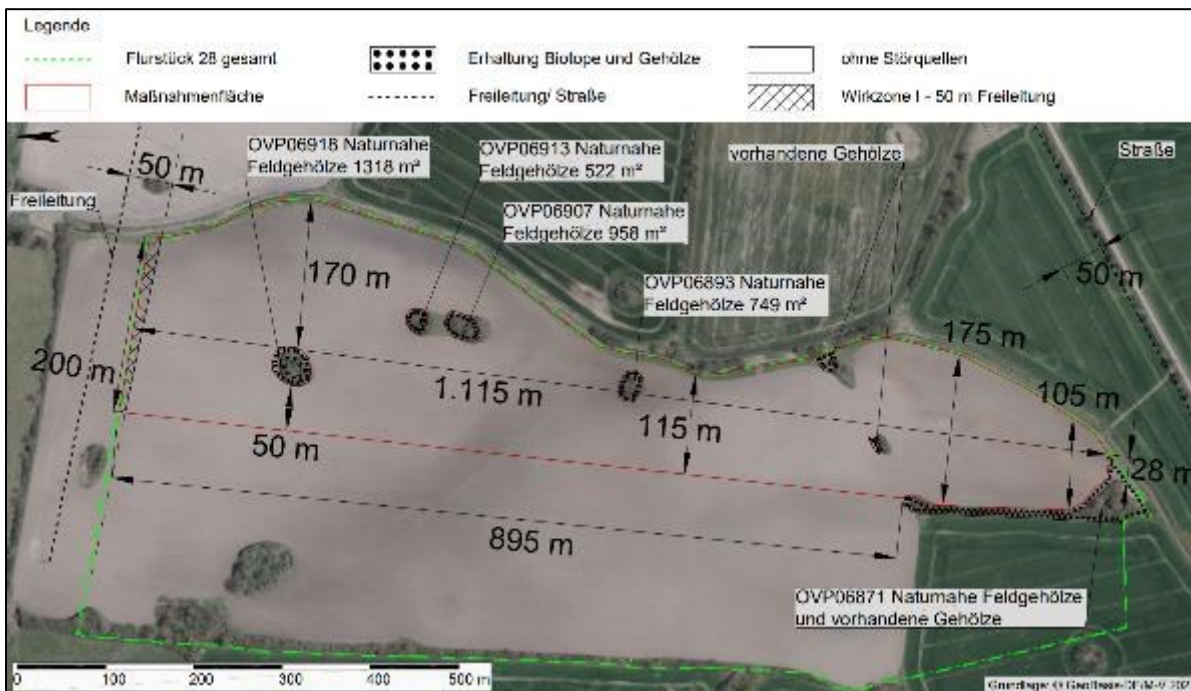 Legende
Flurstück 28 gesamt
Erhaltung Biotope und Gehölze
ohne Störquellen
Maßnahmenfläche
Freileitung/ Straße
Wirkzone I - 50 m Freileitung
50 m
OVP06918 Naturnahe
Feldgehölze 1318 m²
OVP06913 Naturnahe
Feldgehölze 522 m²
vorhandene Gehölze
Straße
Freileitung
OVP06907 Naturnahe
Feldgehölze 958 m²
170 m
OVP06893 Naturnahe
Feldgehölze 749 m²
50 m
200 m
1.115 m
175 m
115 m
105 m
50 m
28 m
895 m
OVP06871 Naturnahe Feldgehölze
und vorhandene Gehölze
0 100 200 300 400 500 m